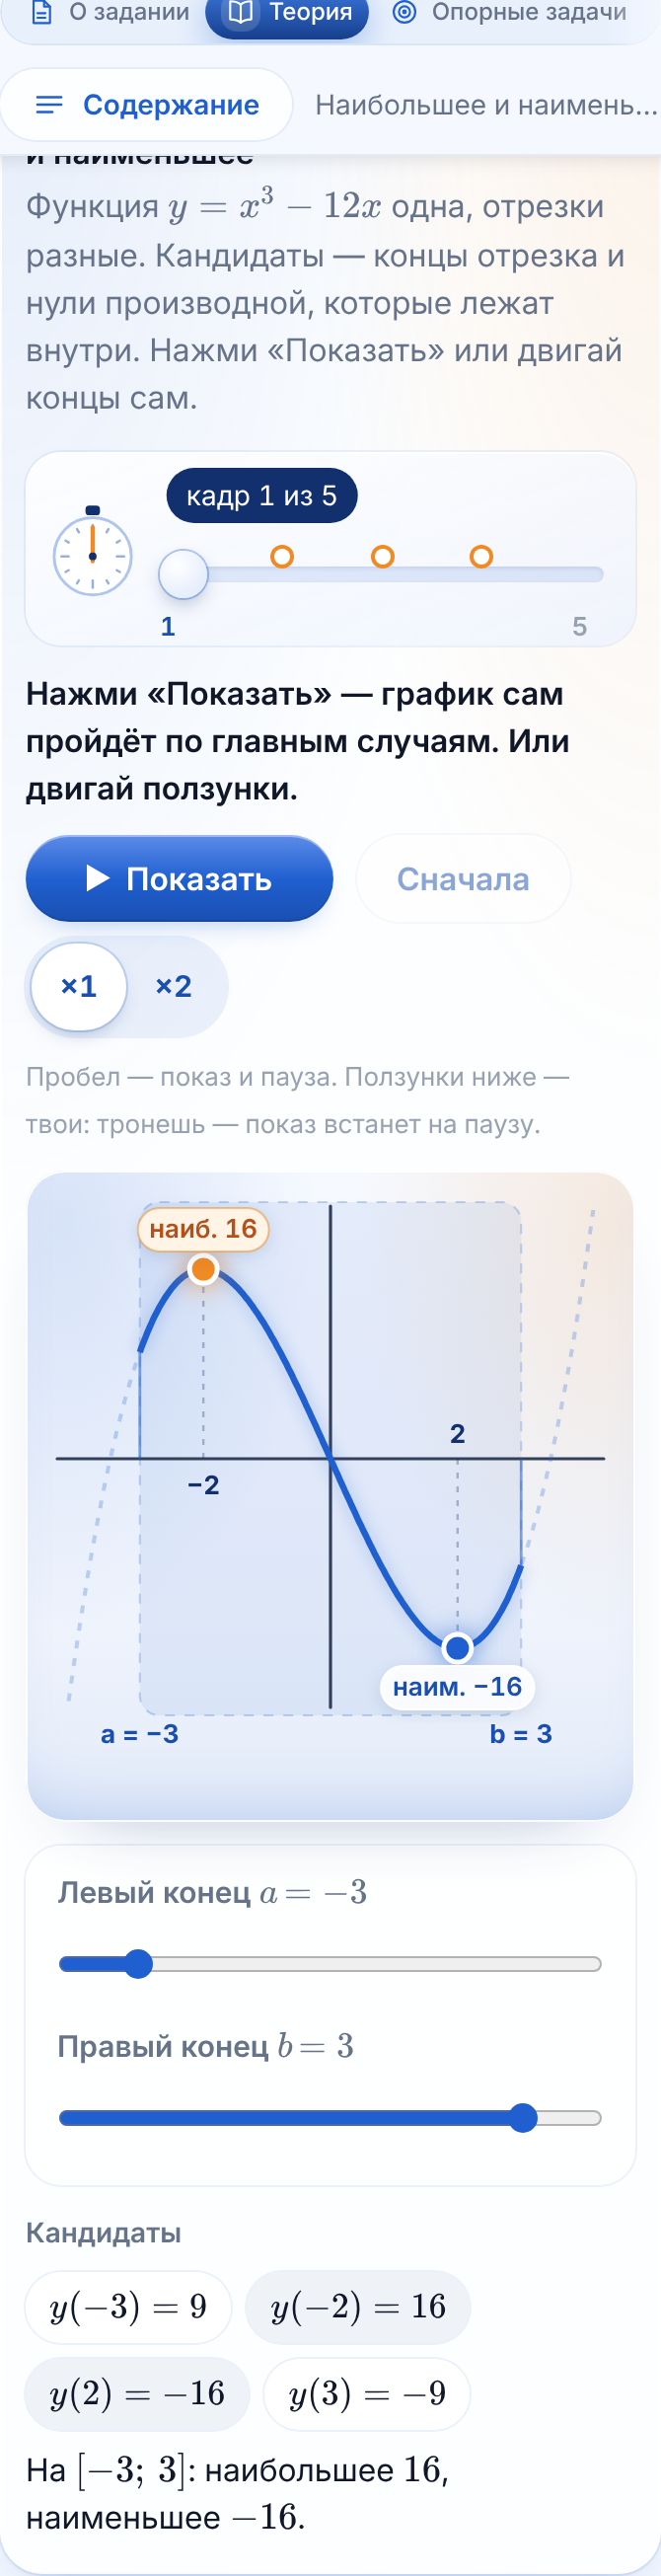 О задании Теория Опорные задачи
Содержание Наибольшее и наимень...
и наименьшее
Функция y = x³ − 12x одна, отрезки
разные. Кандидаты — концы отрезка и
нули производной, которые лежат
внутри. Нажми «Показать» или двигай
концы сам.
кадр 1 из 5
1 5
Нажми «Показать» — график сам
пройдёт по главным случаям. Или
двигай ползунки.
Показать Сначала
×1 ×2
Пробел — показ и пауза. Ползунки ниже —
твои: тронешь — показ встанет на паузу.
наиб. 16
2
−2
наим. −16
a = −3 b = 3
Левый конец a = −3
Правый конец b = 3
Кандидаты
y(−3) = 9 y(−2) = 16
y(2) = −16 y(3) = −9
На [−3; 3]: наибольшее 16,
наименьшее −16.